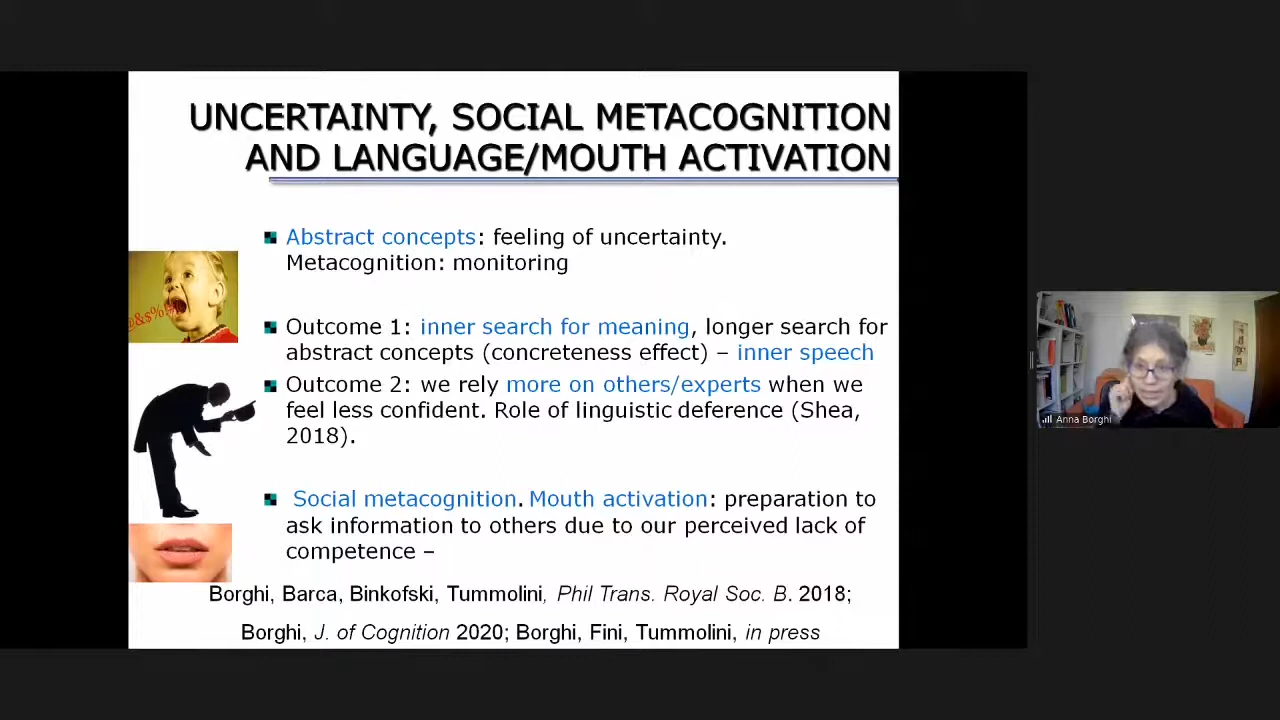 UNCERTAINTY, SOCIAL METACOGNITION
AND LANGUAGE/MOUTH ACTIVATION
Abstract concepts: feeling of uncertainty.
Metacognition: monitoring
@&$%!
Outcome 1: inner search for meaning, longer search for
abstract concepts (concreteness effect) – inner speech
Outcome 2: we rely more on others/experts when we
feel less confident. Role of linguistic deference (Shea,
2018).
Social metacognition. Mouth activation: preparation to
ask information to others due to our perceived lack of
competence –
Borghi, Barca, Binkofski, Tummolini, Phil Trans. Royal Soc. B. 2018;
Borghi, J. of Cognition 2020; Borghi, Fini, Tummolini, in press
Anna Borghi